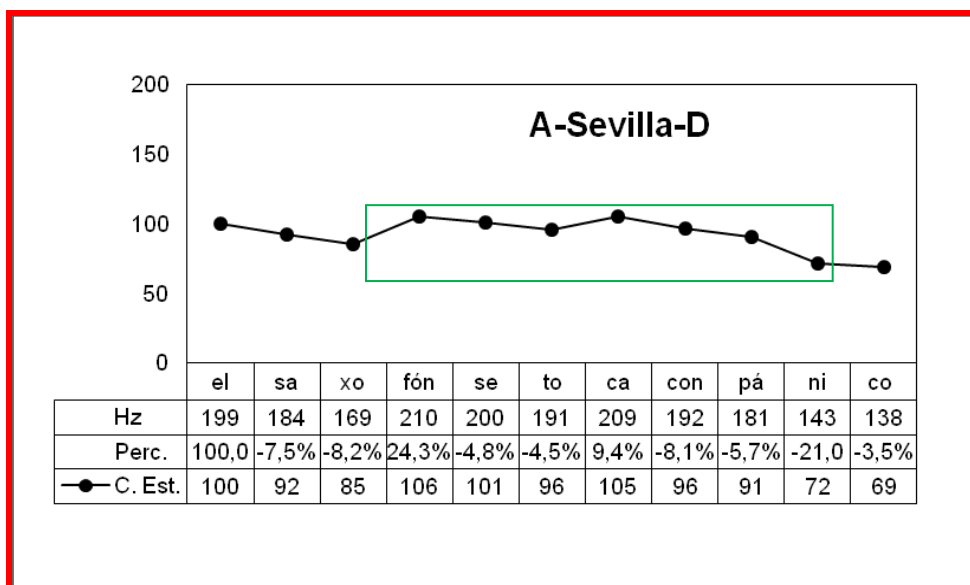 200
A-Sevilla-D
150
100
50
0
el sa xo fón se to ca con pá ni co
Hz 199 184 169 210 200 191 209 192 181 143 138
Perc. 100,0 -7,5% -8,2% 24,3% -4,8% -4,5% 9,4% -8,1% -5,7% -21,0 -3,5%
C. Est. 100 92 85 106 101 96 105 96 91 72 69